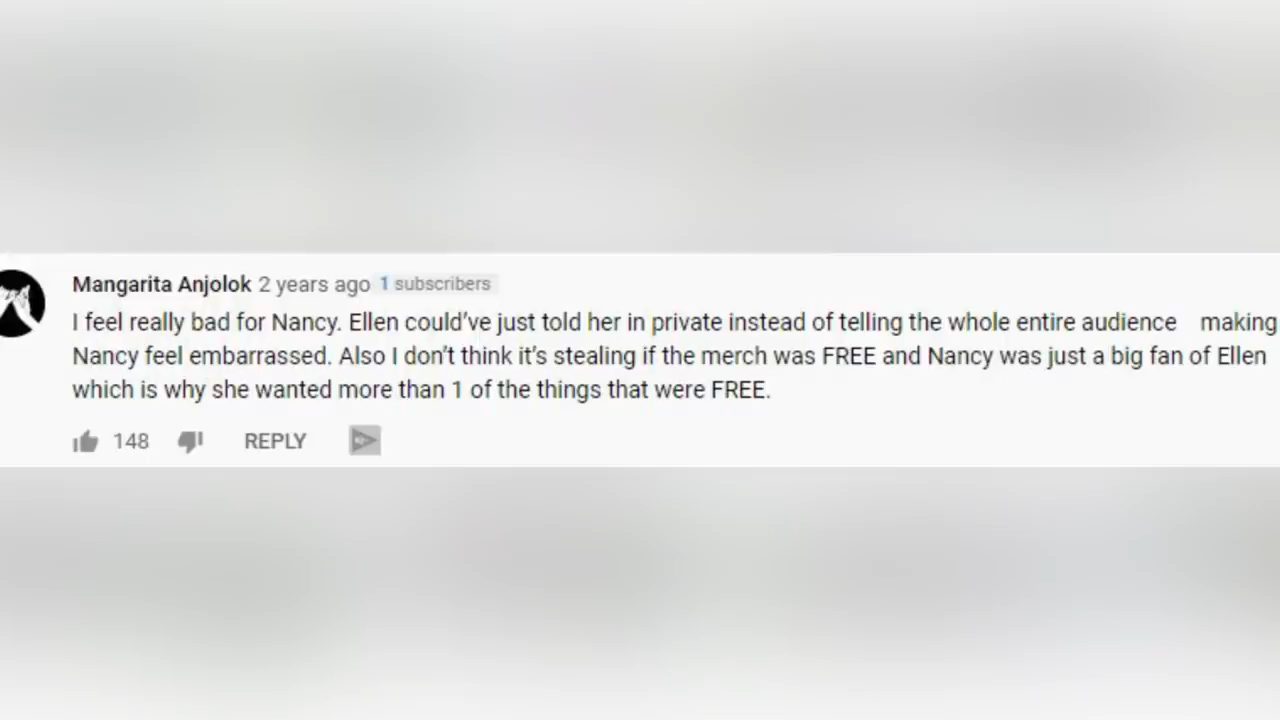 Mangarita Anjolok 2 years ago 1 subscribers
I feel really bad for Nancy. Ellen could've just told her in private instead of telling the whole entire audience making
Nancy feel embarrassed. Also I don't think it's stealing if the merch was FREE and Nancy was just a big fan of Ellen
which is why she wanted more than 1 of the things that were FREE.
148 REPLY